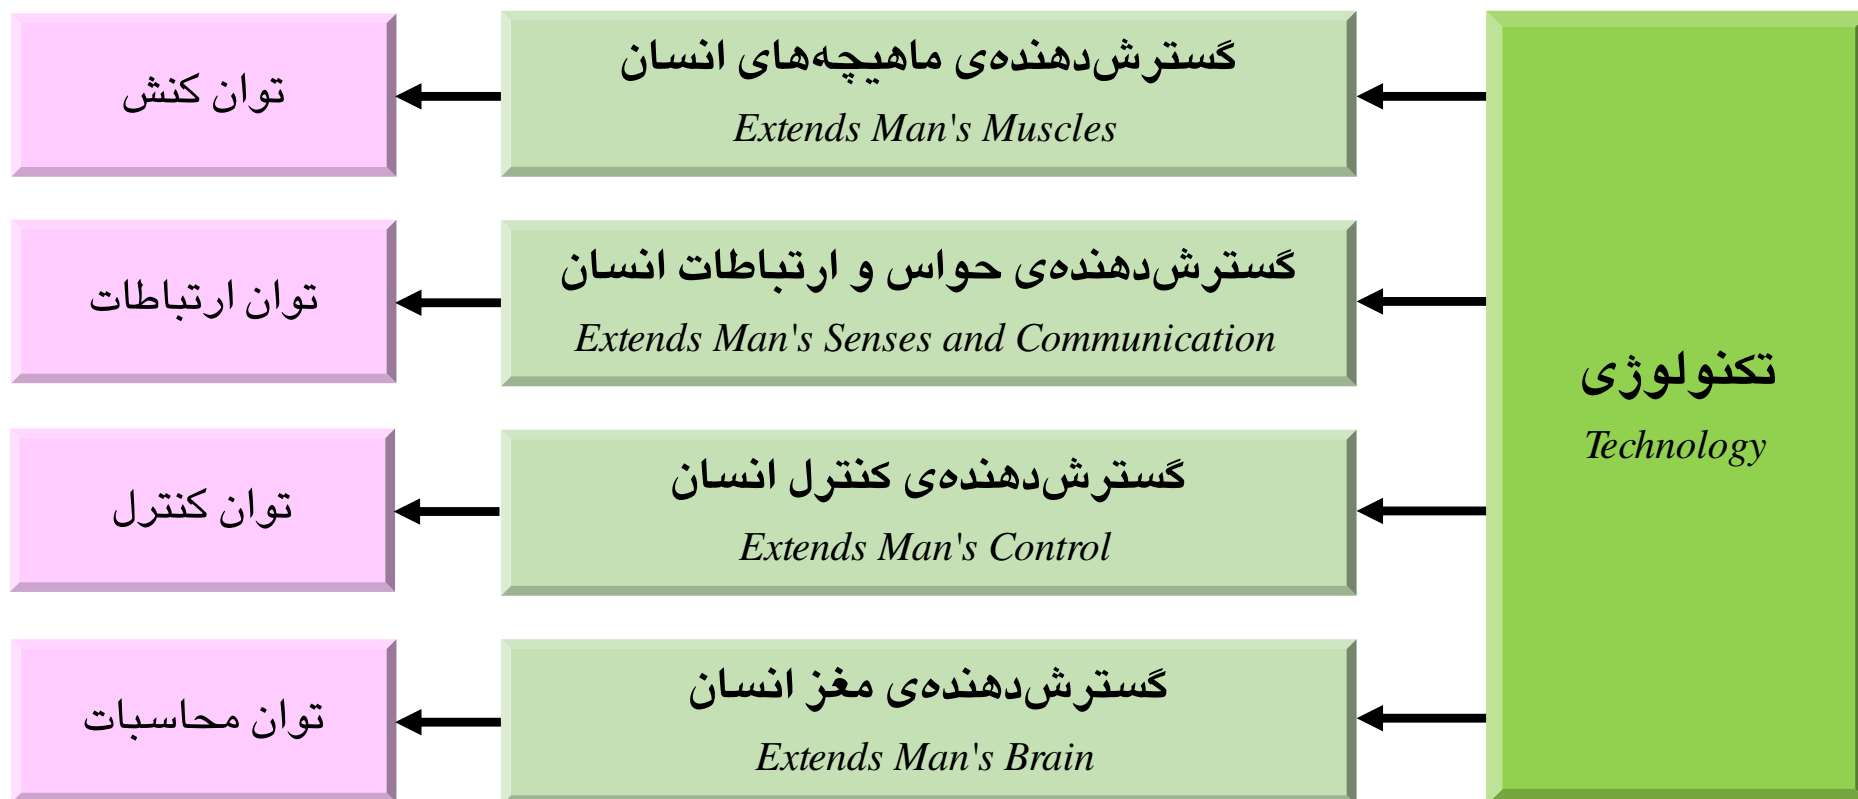 تکنولوژی
Technology
گسترش‌دهنده‌ی ماهیچه‌های انسان
Extends Man's Muscles
توان کنش
گسترش‌دهنده‌ی حواس و ارتباطات انسان
Extends Man's Senses and Communication
توان ارتباطات
گسترش‌دهنده‌ی کنترل انسان
Extends Man's Control
توان کنترل
گسترش‌دهنده‌ی مغز انسان
Extends Man's Brain
توان محاسبات